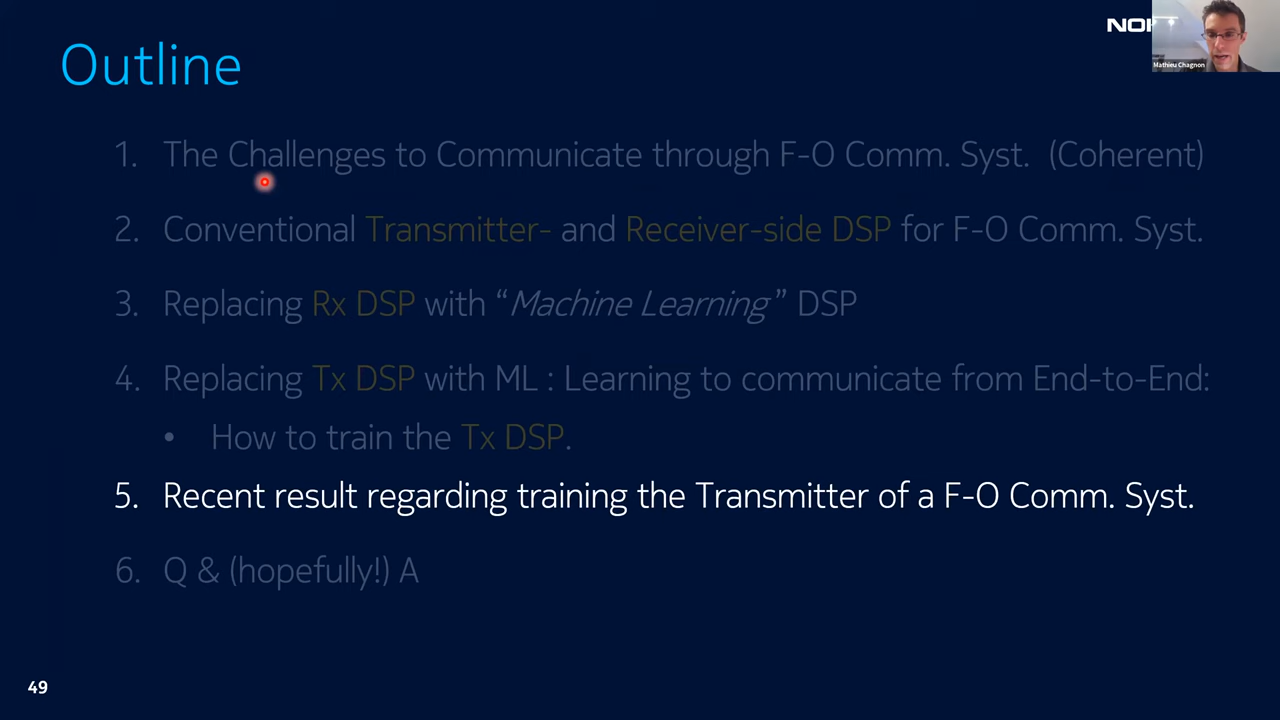 Outline
Mathieu Chagnon
1. The Challenges to Communicate through F-O Comm. Syst. (Coherent)
2. Conventional Transmitter- and Receiver-side DSP for F-O Comm. Syst.
3. Replacing Rx DSP with “Machine Learning” DSP
4. Replacing Tx DSP with ML : Learning to communicate from End-to-End:
• How to train the Tx DSP.
5. Recent result regarding training the Transmitter of a F-O Comm. Syst.
6. Q & (hopefully!) A
49